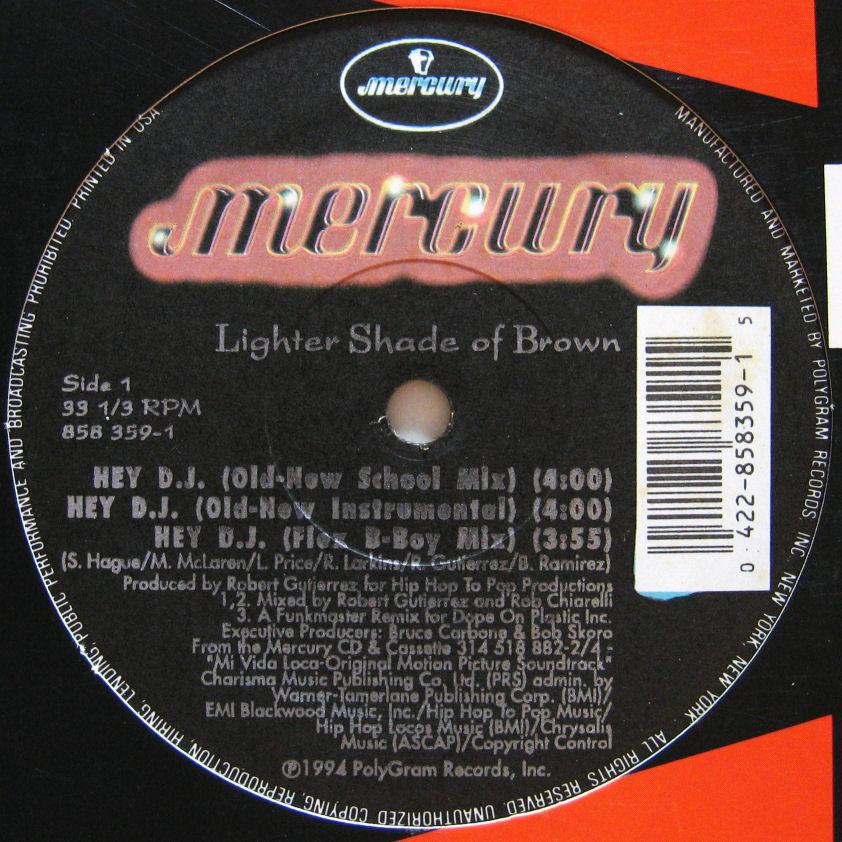 mercury
mercury
Lighter Shade of Brown
Side 1
33 1/3 RPM
858 359-1
HEY D.J. (Old-New School Mix) (4:00)
HEY D.J. (Old-New Instrumental) (4:00)
HEY D.J. (Flex B-Boy Mix) (3:55)
(S. Hague/M. McLaren/L. Price/R. Larkins/R. Gutierrez/B. Ramirez)
Produced by Robert Gutierrez for Hip Hop To Pop Productions
1,2. Mixed by Robert Gutierrez and Rob Chiarelli
3. A Funkmaster Remix for Dope On Plastic Inc.
Executive Producers: Bruce Carbone & Bob Skoro
From the Mercury CD & Cassette 314 518 882-2/4 -
"Mi Vida Loca-Original Motion Picture Soundtrack"
Charisma Music Publishing Co. Ltd. (PRS) admin. by
Warner-Tamerlane Publishing Corp. (BMI)/
EMI Blackwood Music, Inc./Hip Hop To Pop Music/
Hip Hop Locos Music (BMI)/Chrysalis
Music (ASCAP)/Copyright Control
℗1994 PolyGram Records, Inc.
0 422-858359-1 5
MANUFACTURED AND MARKETED BY POLYGRAM RECORDS, INC. NEW YORK, NEW YORK. ALL RIGHTS RESERVED. UNAUTHORIZED COPYING, REPRODUCTION, HIRING, LENDING, PUBLIC PERFORMANCE AND BROADCASTING PROHIBITED. PRINTED IN USA